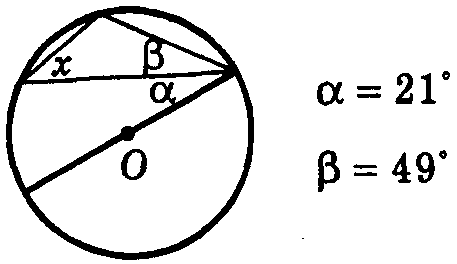 x
β
α
O
α = 21°
β = 49°